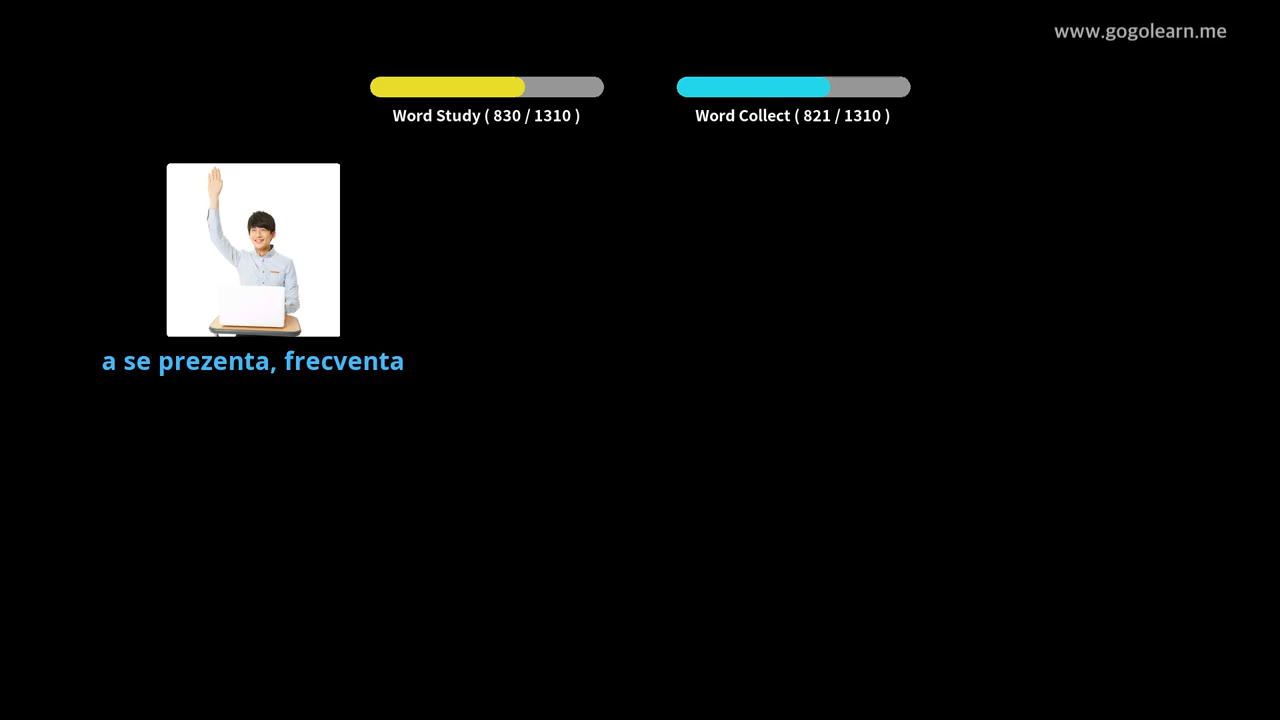 www.gogolearn.me
Word Study ( 830 / 1310 )
Word Collect ( 821 / 1310 )
a se prezenta, frecventa